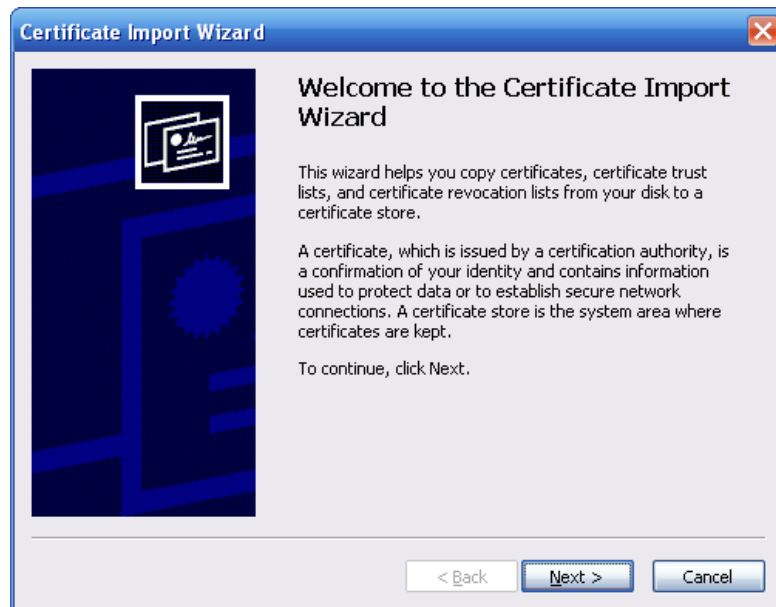 Certificate Import Wizard
Welcome to the Certificate Import
Wizard
This wizard helps you copy certificates, certificate trust
lists, and certificate revocation lists from your disk to a
certificate store.
A certificate, which is issued by a certification authority, is
a confirmation of your identity and contains information
used to protect data or to establish secure network
connections. A certificate store is the system area where
certificates are kept.
To continue, click Next.
< Back Next > Cancel